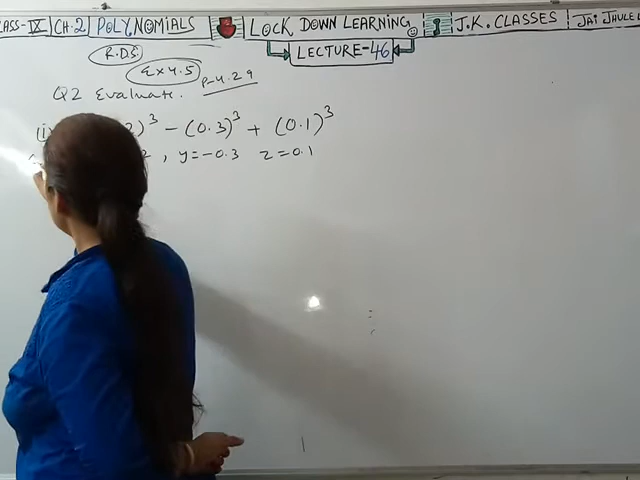 CLASS-IX CH.2 POLYNOMIALS LOCK DOWN LEARNING J.K. CLASSES JAI JHULEL
LECTURE-46
R.D.S.
Ex 4.5 P-4.29
Q2 Evaluate.
(i) 2)³ - (0.3)³ + (0.1)³
2, y=-0.3 z=0.1